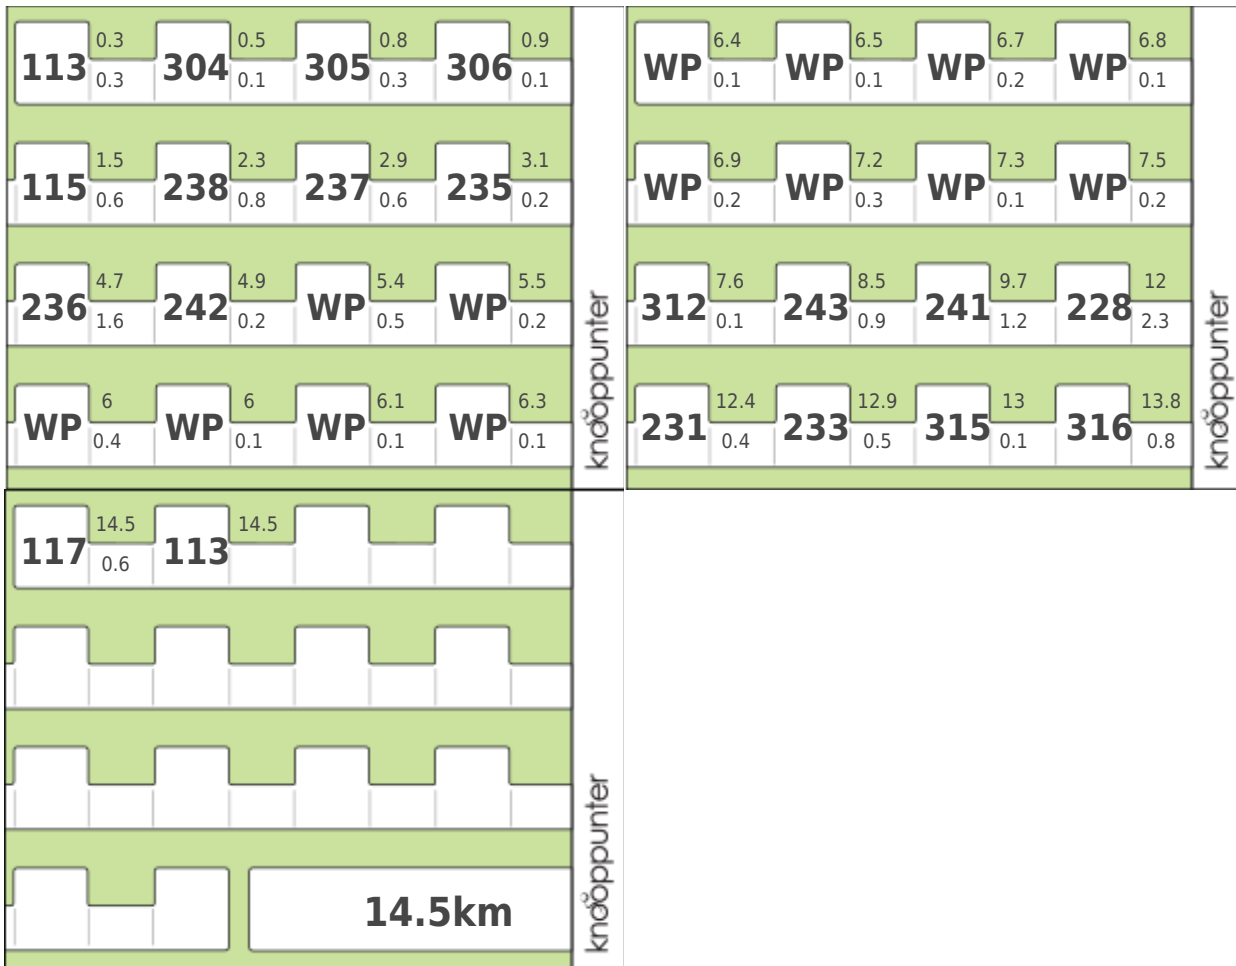 113 0.3 0.3 304 0.5 0.1 305 0.8 0.3 306 0.9 0.1
115 1.5 0.6 238 2.3 0.8 237 2.9 0.6 235 3.1 0.2
236 4.7 1.6 242 4.9 0.2 WP 5.4 0.5 WP 5.5 0.2
WP 6 0.4 WP 6 0.1 WP 6.1 0.1 WP 6.3 0.1
knooppunter
WP 6.4 0.1 WP 6.5 0.1 WP 6.7 0.2 WP 6.8 0.1
WP 6.9 0.2 WP 7.2 0.3 WP 7.3 0.1 WP 7.5 0.2
312 7.6 0.1 243 8.5 0.9 241 9.7 1.2 228 12 2.3
231 12.4 0.4 233 12.9 0.5 315 13 0.1 316 13.8 0.8
knooppunter
117 14.5 0.6 113 14.5
14.5km
knooppunter